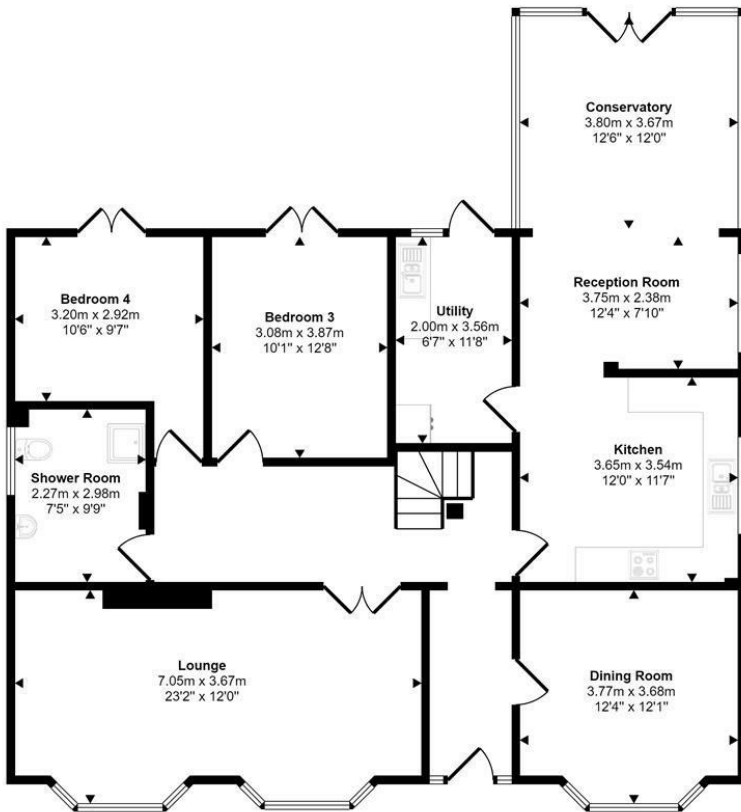 Conservatory
3.80m x 3.67m
12'6" x 12'0"
Bedroom 4
3.20m x 2.92m
10'6" x 9'7"
Bedroom 3
3.08m x 3.87m
10'1" x 12'8"
Utility
2.00m x 3.56m
6'7" x 11'8"
Reception Room
3.75m x 2.38m
12'4" x 7'10"
Shower Room
2.27m x 2.98m
7'5" x 9'9"
Kitchen
3.65m x 3.54m
12'0" x 11'7"
Lounge
7.05m x 3.67m
23'2" x 12'0"
Dining Room
3.77m x 3.68m
12'4" x 12'1"